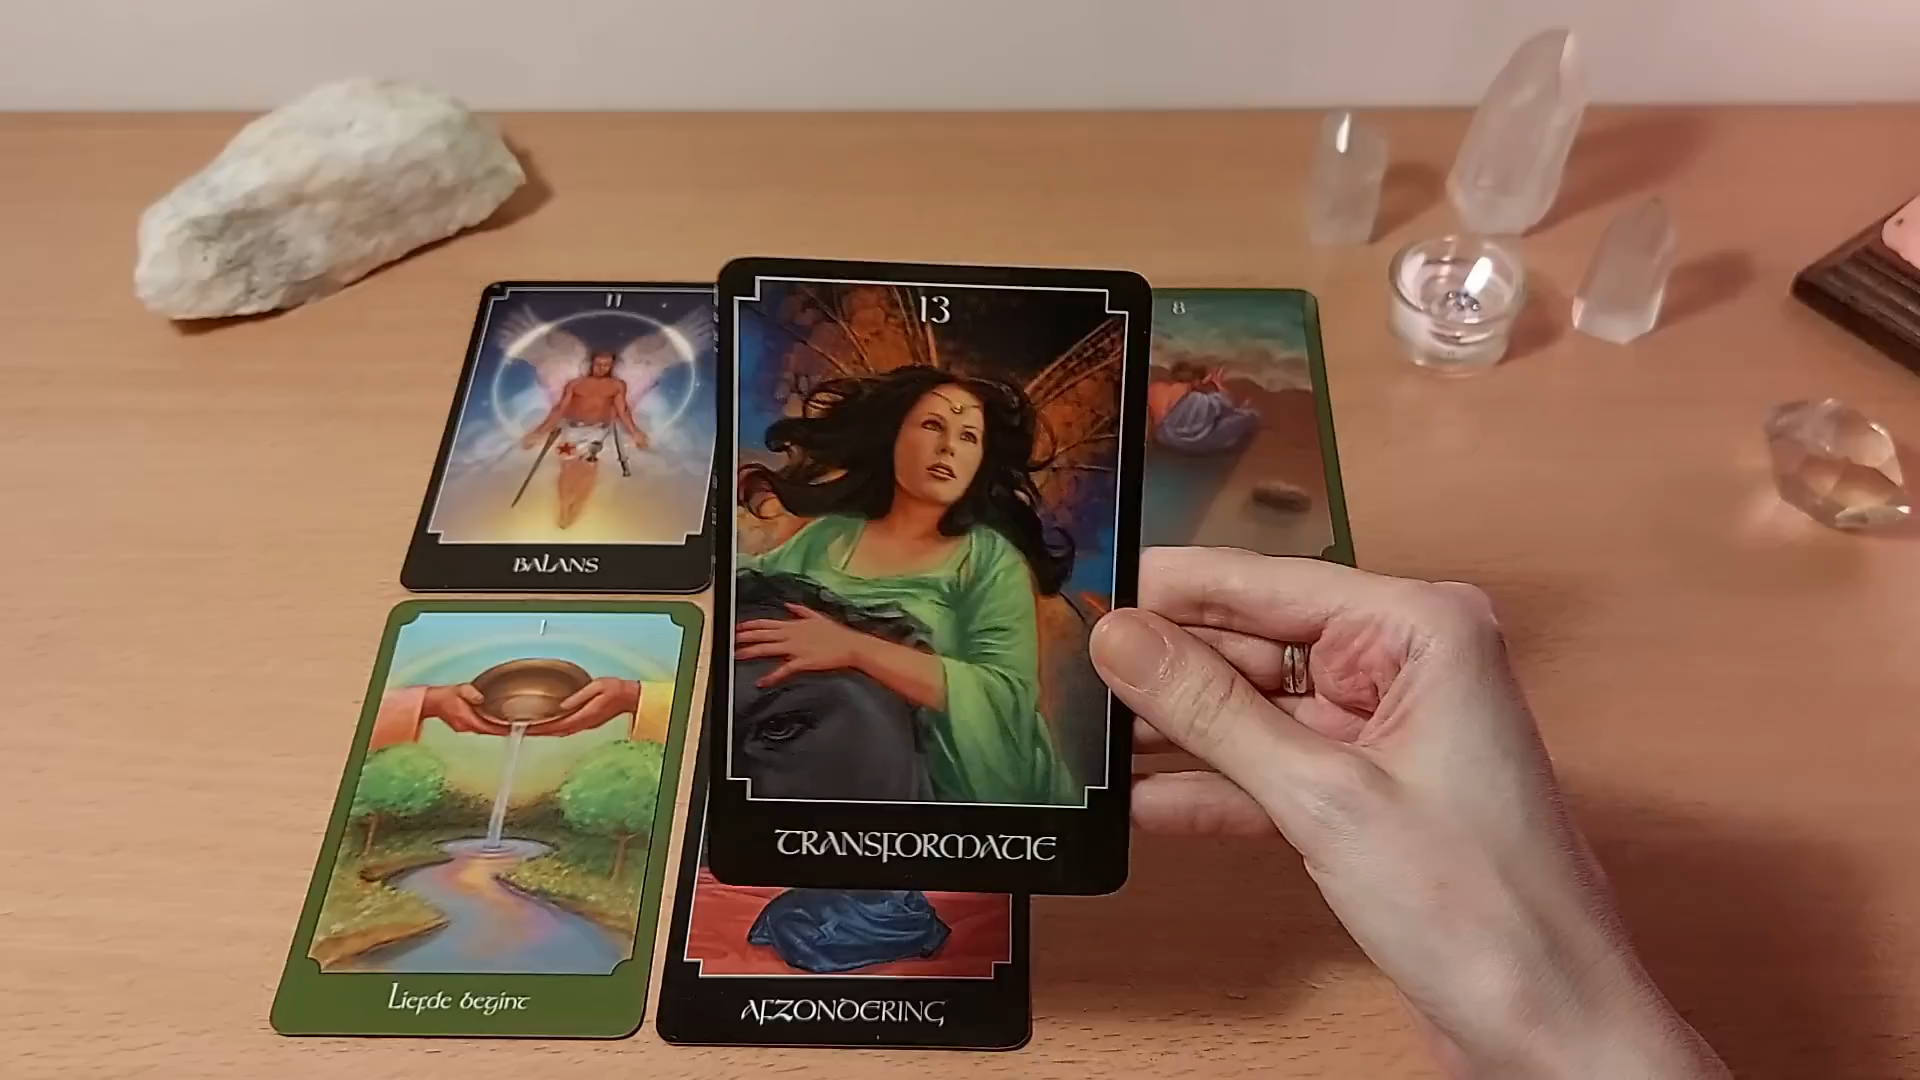 11
BALANS
13
TRANSFORMATIE
8
1
Liefde begint
AFZONDERING